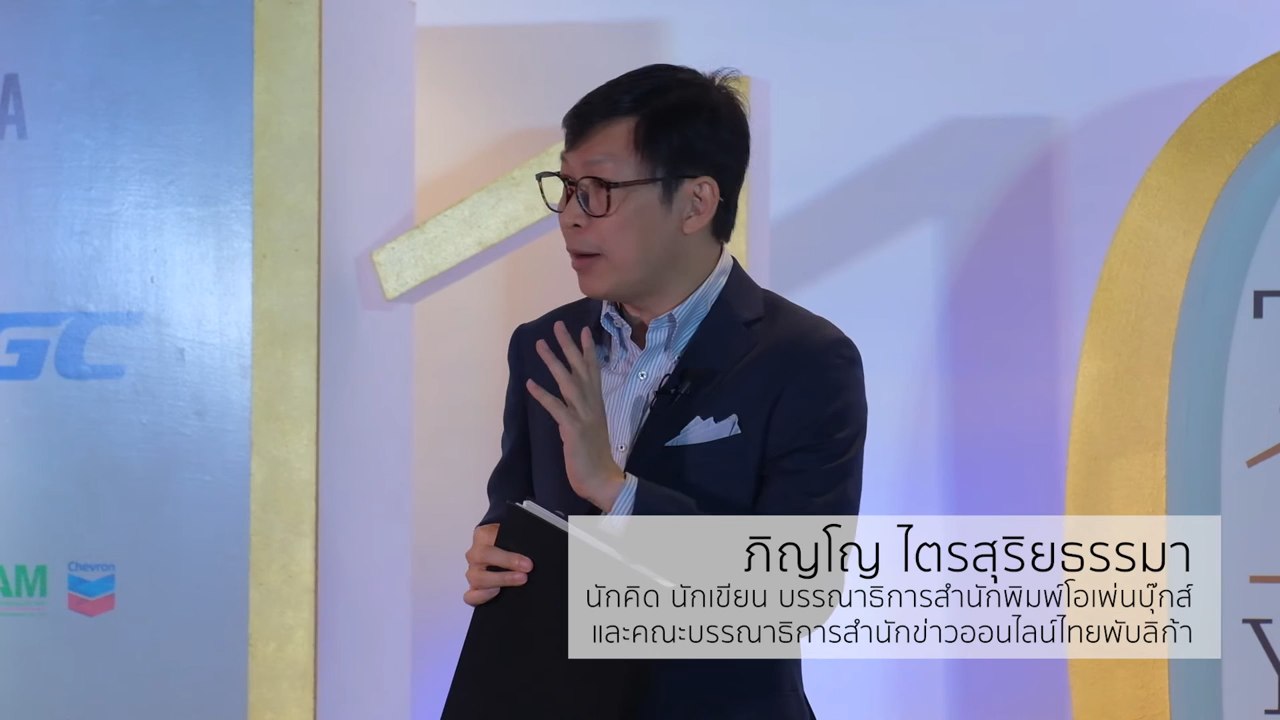 A
GC
AM
Chevron
10
T
Y
ภิญโญ ไตรสุริยธรรมา
นักคิด นักเขียน บรรณาธิการสำนักพิมพ์โอเพ่นบุ๊กส์
และคณะบรรณาธิการสำนักข่าวออนไลน์ไทยพับลิก้า